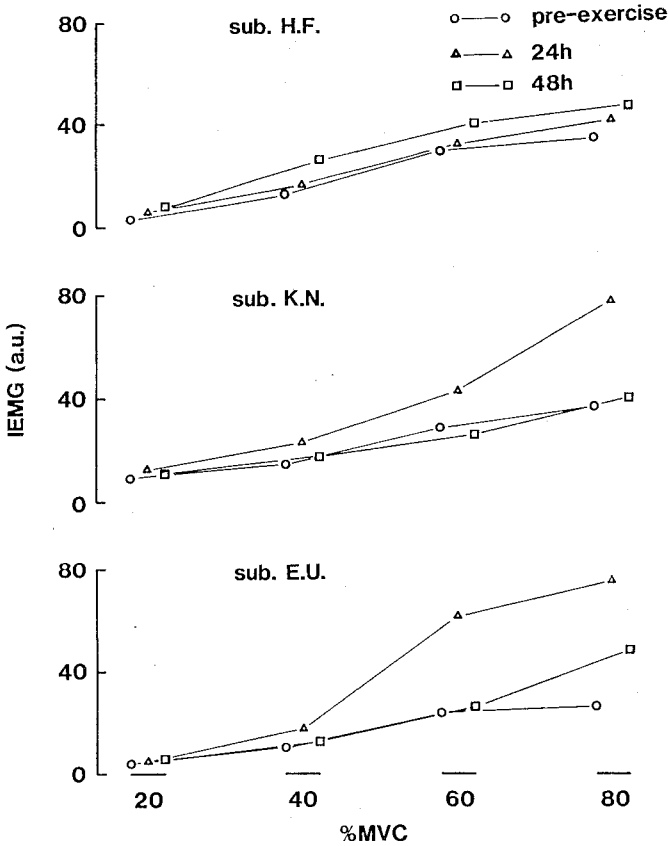 80
sub. H.F.
pre-exercise
24h
48h
40
0
80
sub. K.N.
40
0
IEMG (a.u.)
80
sub. E.U.
40
0
20 40 60 80
%MVC